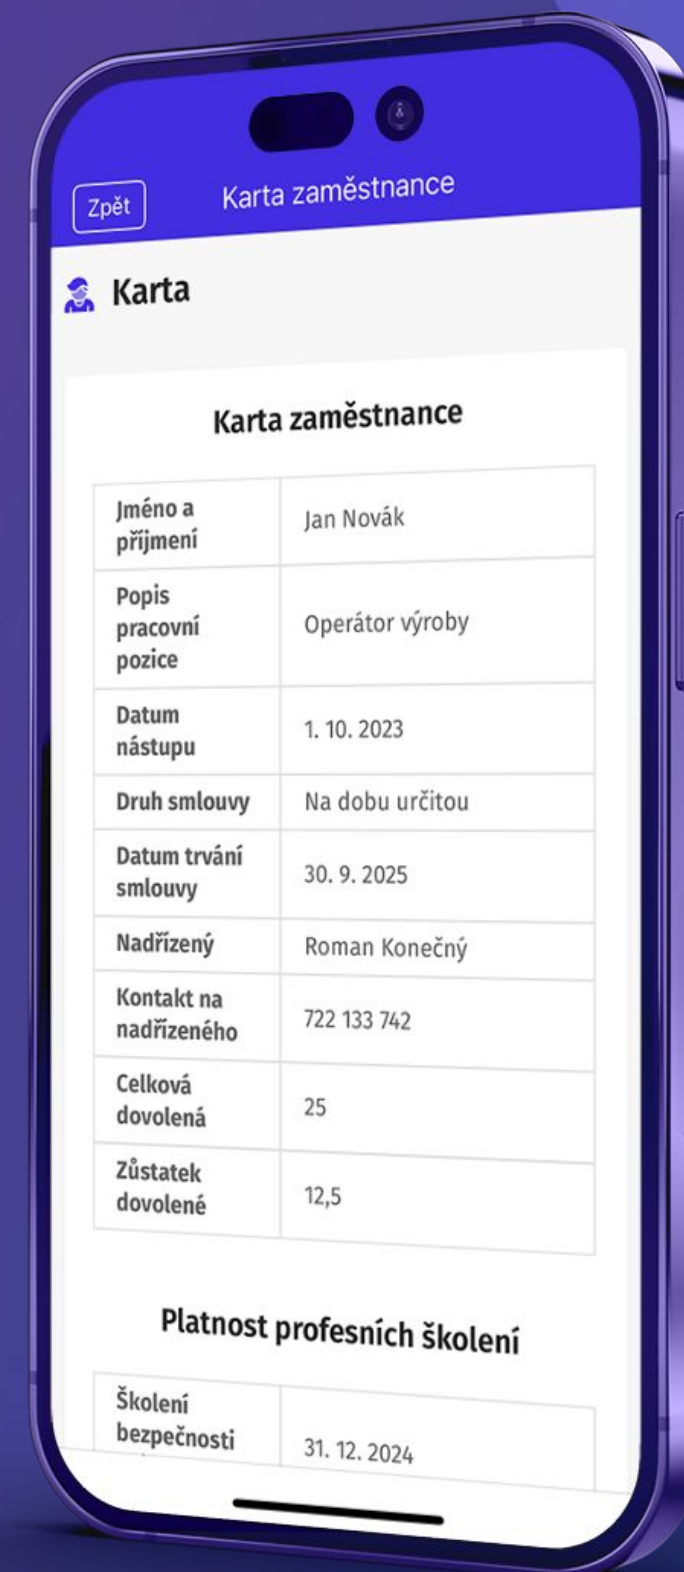 Zpět
Karta zaměstnance
Karta
Karta zaměstnance
Jméno a
příjmení
Jan Novák
Popis
pracovní
pozice
Operátor výroby
Datum
nástupu
1. 10. 2023
Druh smlouvy
Na dobu určitou
Datum trvání
smlouvy
30. 9. 2025
Nadřízený
Roman Konečný
Kontakt na
nadřízeného
722 133 742
Celková
dovolená
25
Zůstatek
dovolené
12,5
Platnost profesních školení
Školení
bezpečnosti
31. 12. 2024